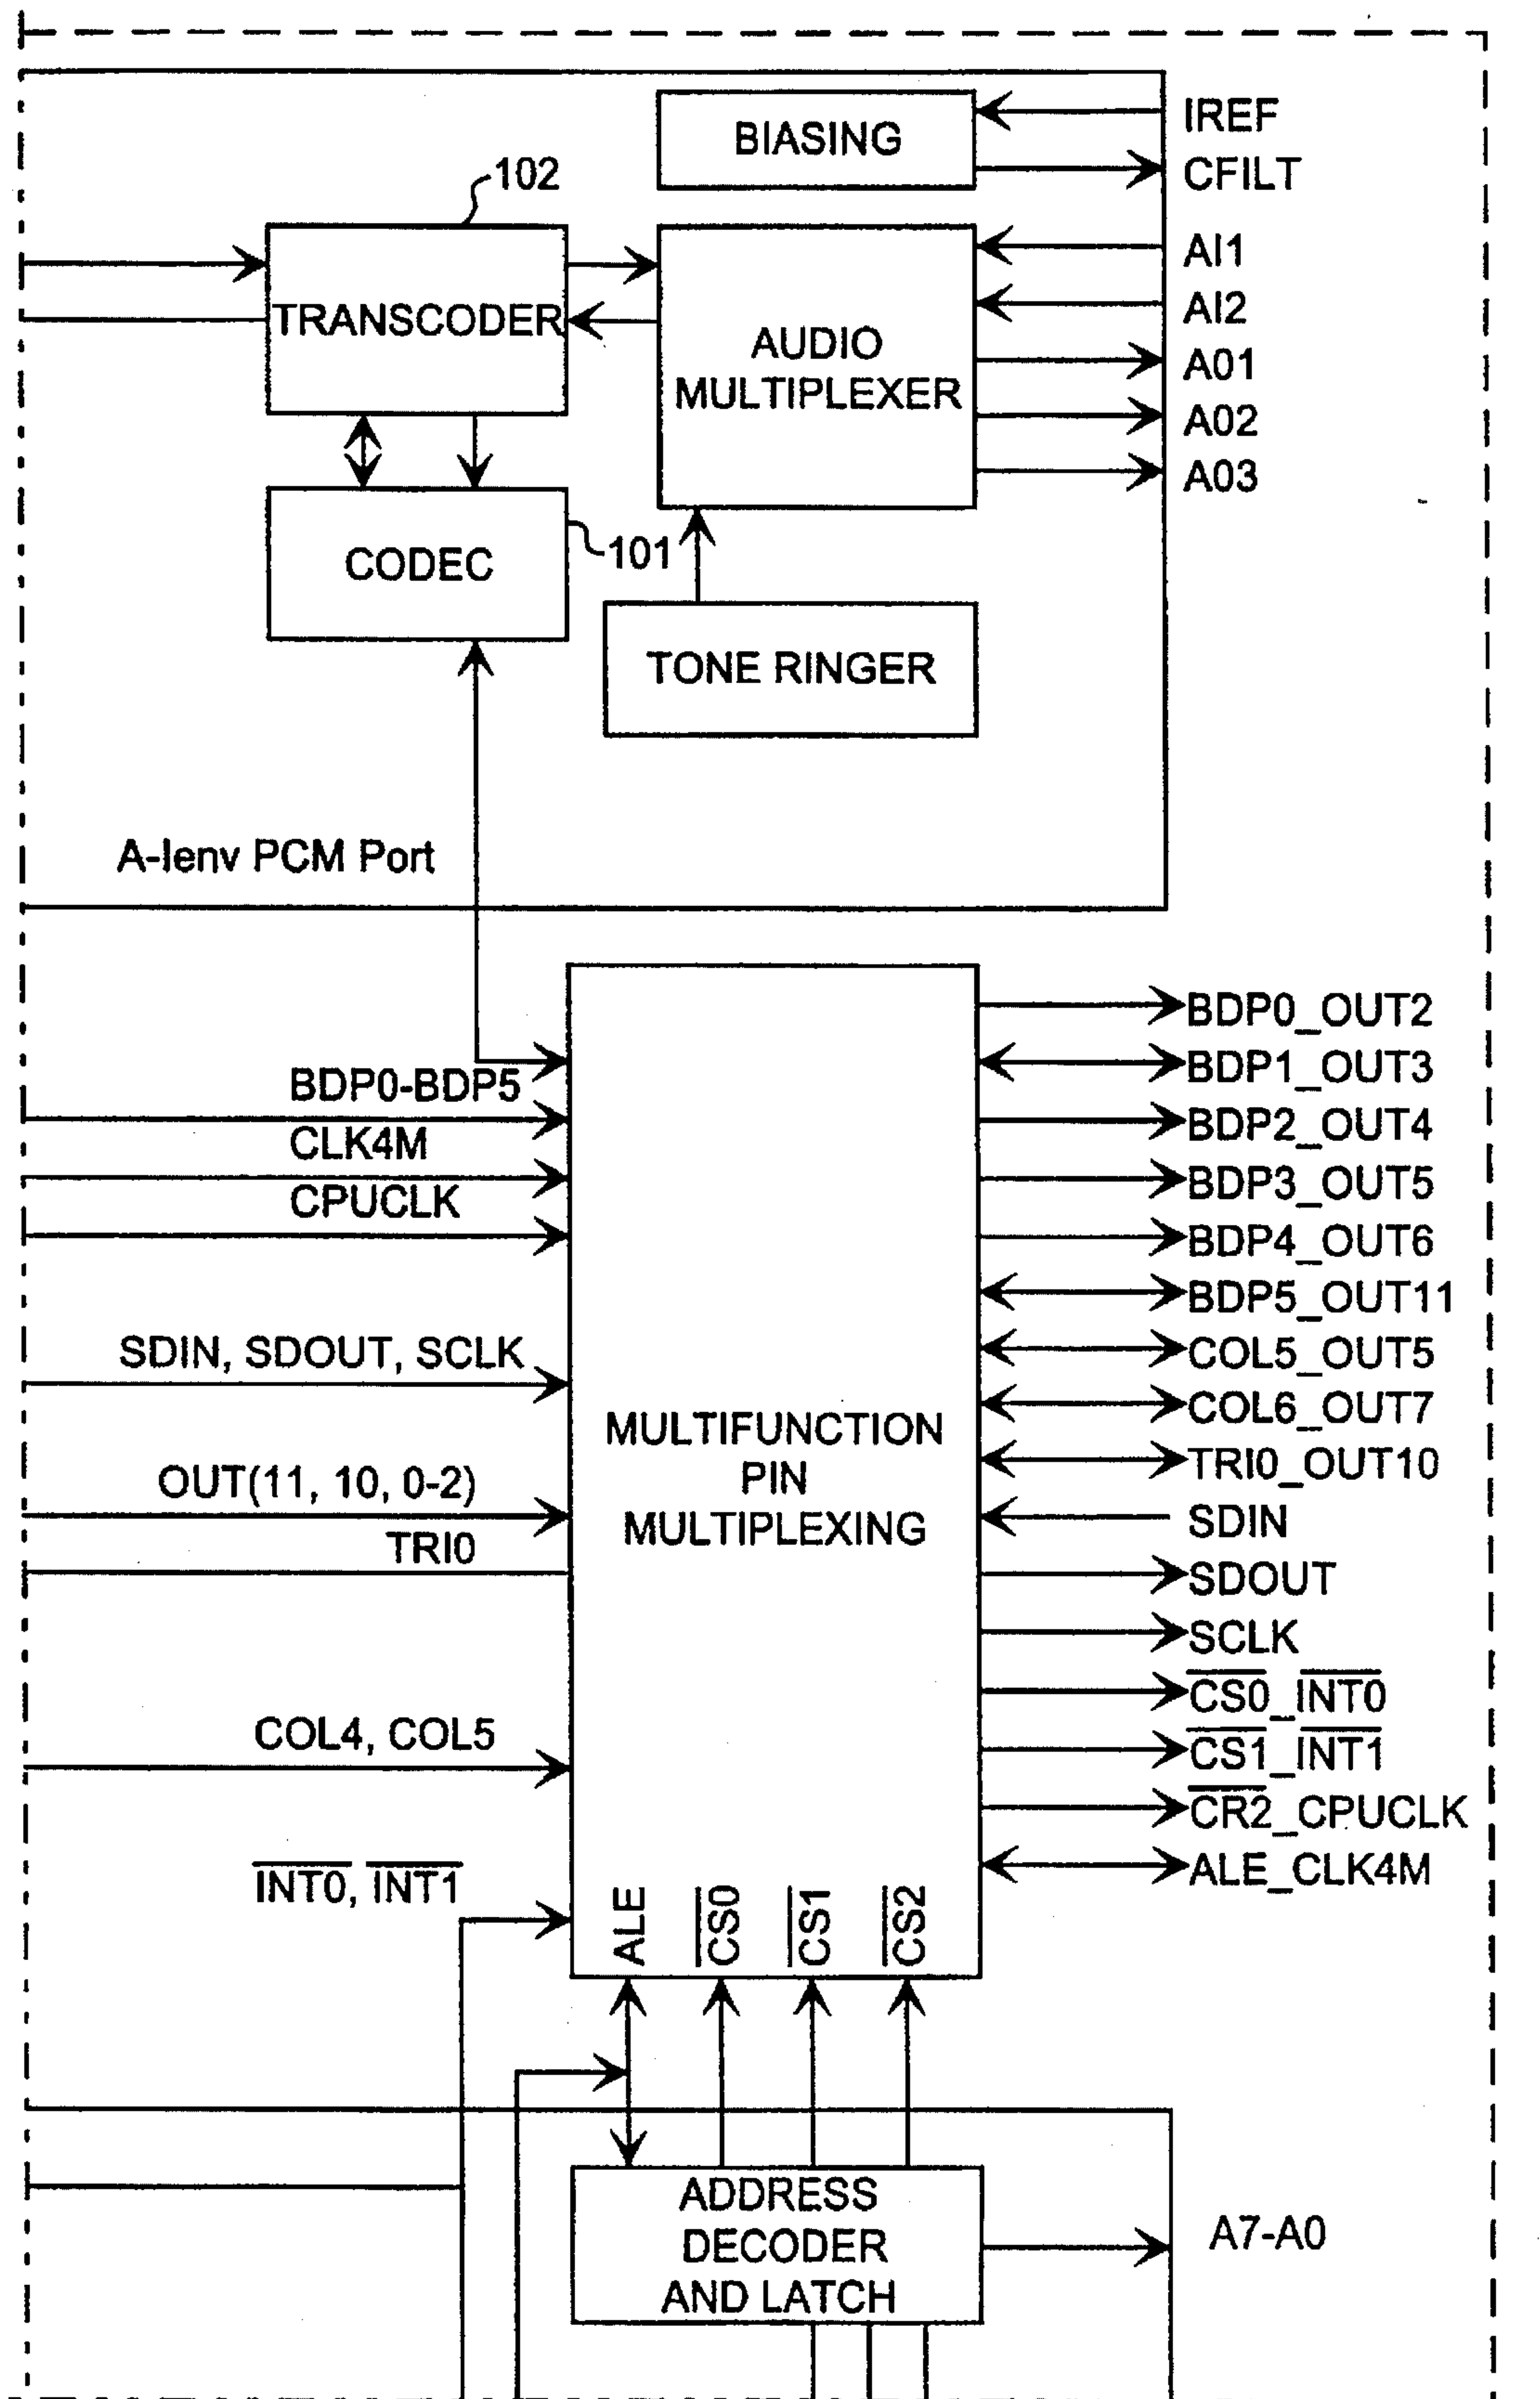 BIASING
IREF
CFILT
102
TRANSCODER
AUDIO
MULTIPLEXER
AI1
AI2
A01
A02
A03
CODEC
101
TONE RINGER
A-lenv PCM Port
BDP0-BDP5
CLK4M
CPUCLK
SDIN, SDOUT, SCLK
OUT(11, 10, 0-2)
TRI0
COL4, COL5
INT0, INT1
MULTIFUNCTION
PIN
MULTIPLEXING
ALE
CS0
CS1
CS2
BDP0_OUT2
BDP1_OUT3
BDP2_OUT4
BDP3_OUT5
BDP4_OUT6
BDP5_OUT11
COL5_OUT5
COL6_OUT7
TRI0_OUT10
SDIN
SDOUT
SCLK
CS0_INT0
CS1_INT1
CR2_CPUCLK
ALE_CLK4M
ADDRESS
DECODER
AND LATCH
A7-A0